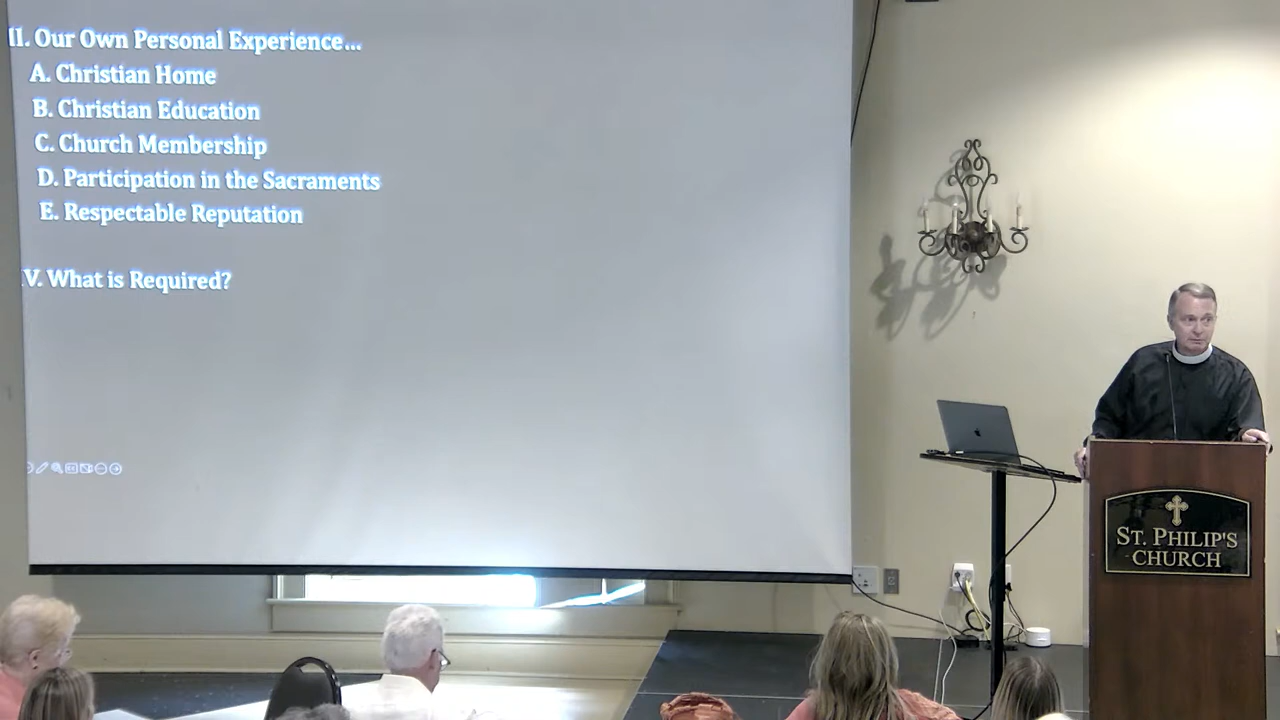 II. Our Own Personal Experience...
A. Christian Home
B. Christian Education
C. Church Membership
D. Participation in the Sacraments
E. Respectable Reputation
V. What is Required?
ST. PHILIP'S
CHURCH